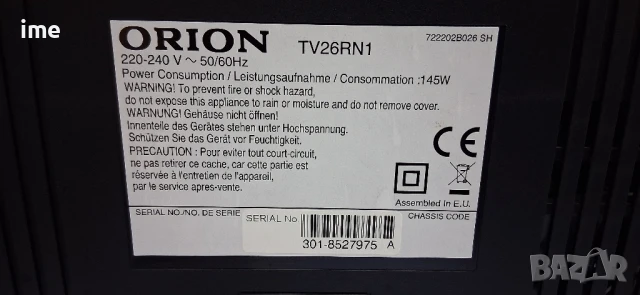 ime
ORION TV26RN1 722202B026 SH
220-240 V ~ 50/60Hz
Power Consumption / Leistungsaufnahme / Consommation :145W
WARNING! To prevent fire or shock hazard,
do not expose this appliance to rain or moisture and do not remove cover.
WARNUNG! Gehäuse nicht öffnen!
Innenteile des Gerätes stehen unter Hochspannung.
Schützen Sie das Gerät vor Feuchtigkeit.
PRECAUTION : Pour eviter tout court-circuit,
ne pas retirer ce cache, car cette partie est
réservée à l'entretien de l'appareil,
par le service apres-vente.
CE
Assembled in E.U.
SERIAL NO./NO. DE SERIE
CHASSIS CODE
SERIAL No
301-8527975 A
BAZAR